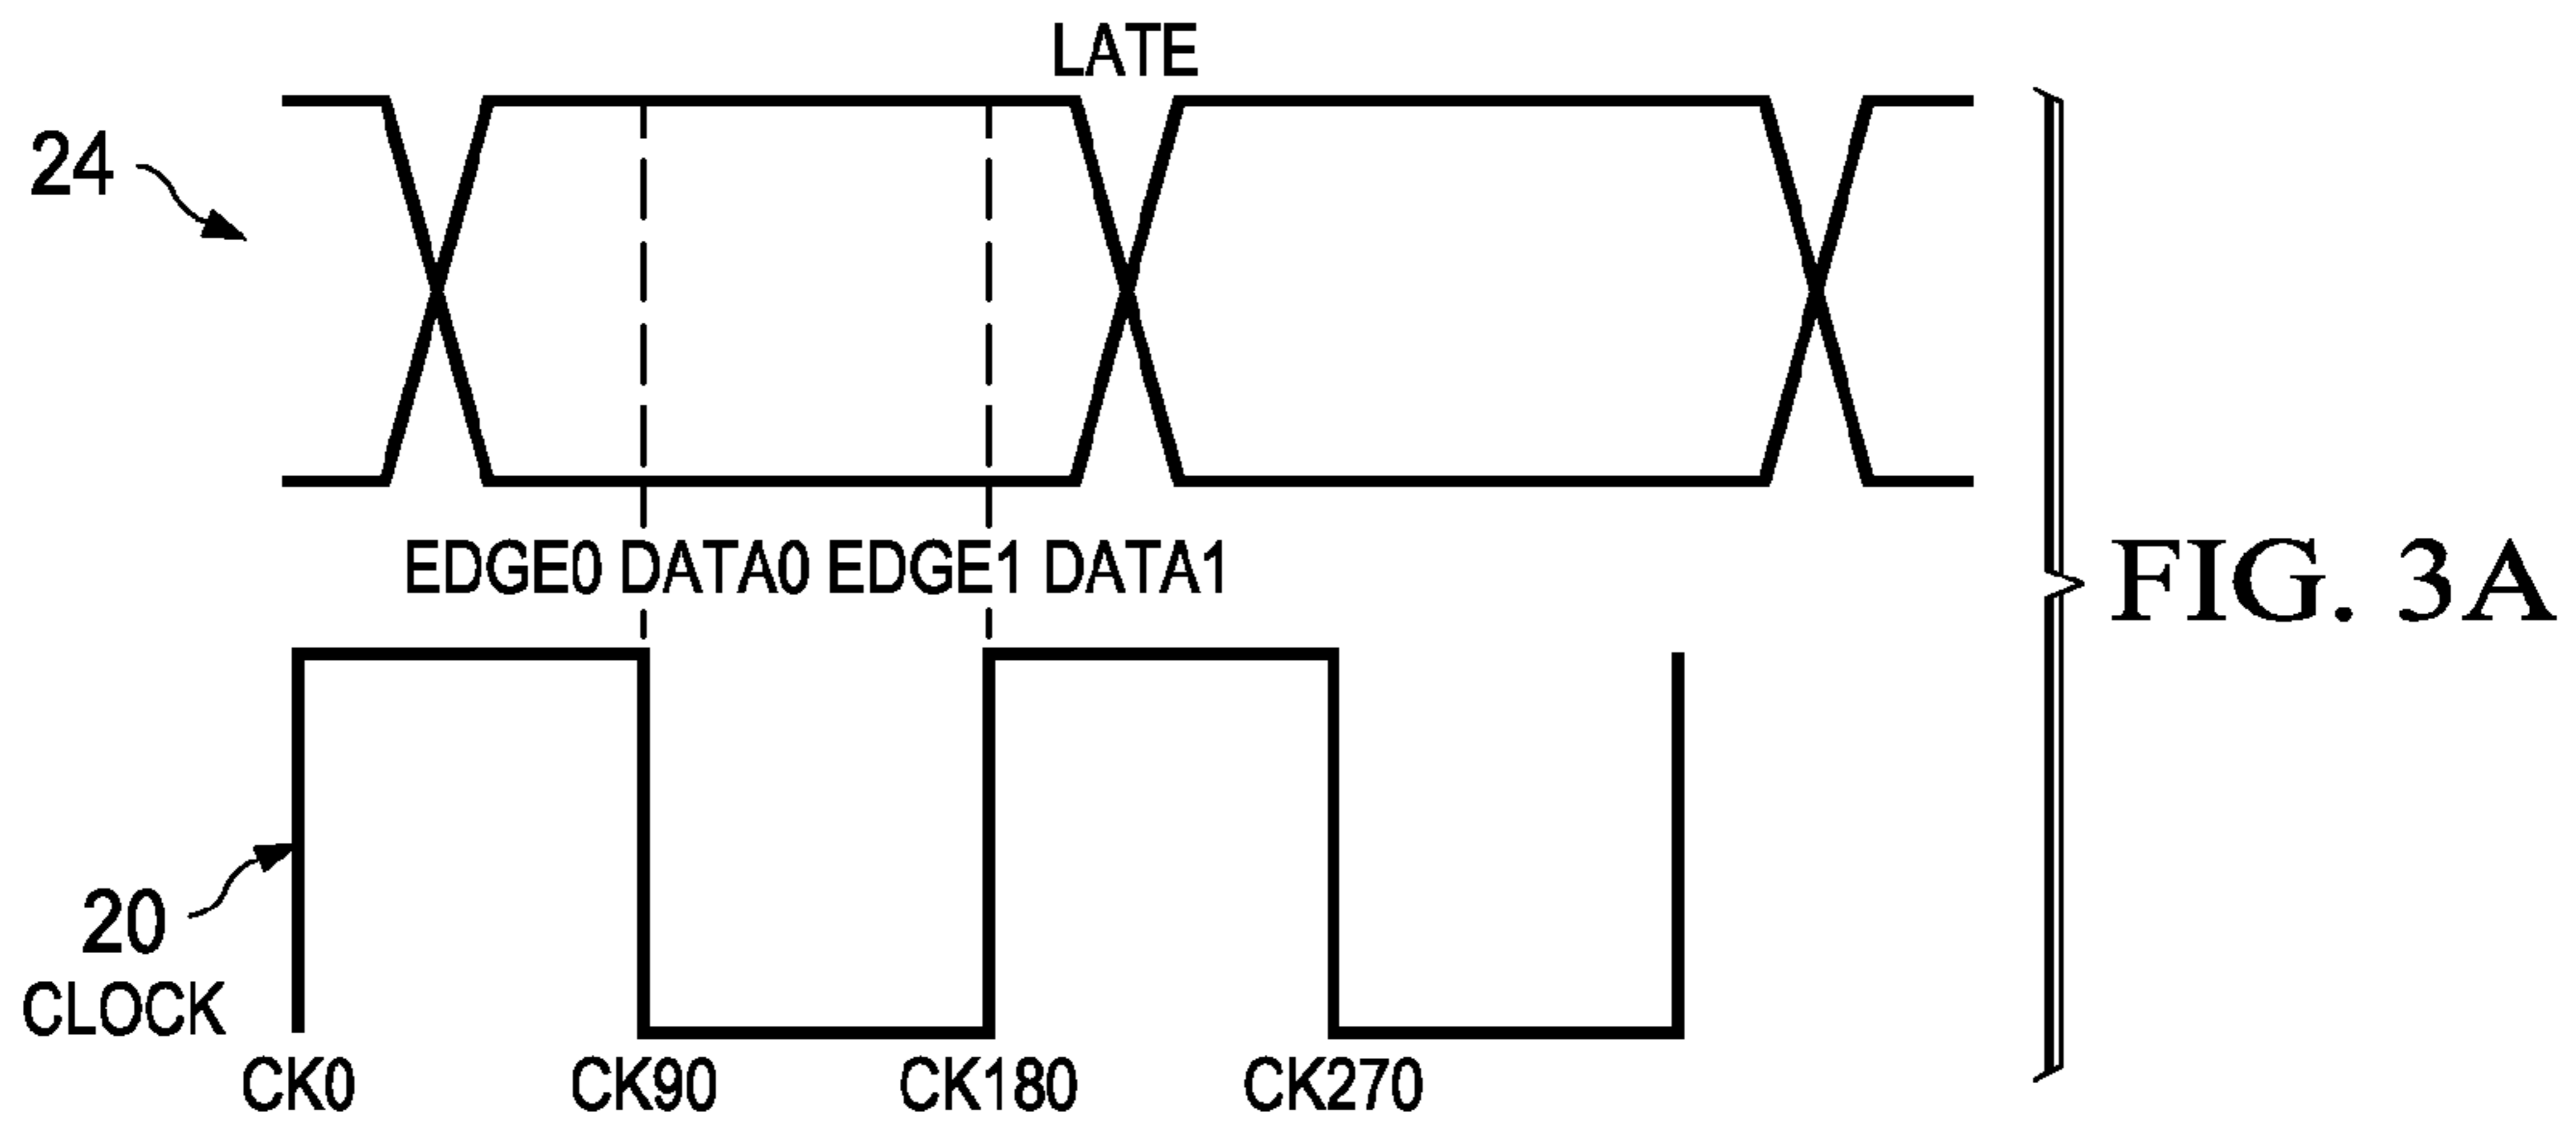 LATE
24
EDGE0 DATA0 EDGE1 DATA1
FIG. 3A
20
CLOCK
CK0 CK90 CK180 CK270